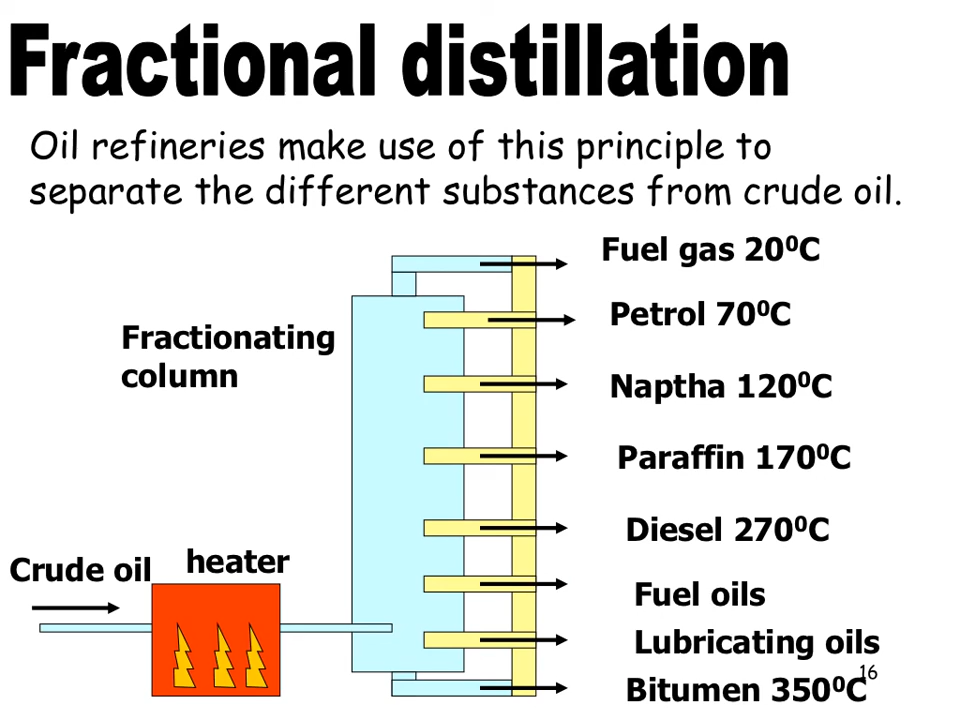 Fractional distillation
Oil refineries make use of this principle to
separate the different substances from crude oil.
Fuel gas 20⁰C
Petrol 70⁰C
Fractionating
column
Naptha 120⁰C
Paraffin 170⁰C
Diesel 270⁰C
Crude oil
heater
Fuel oils
Lubricating oils
16
Bitumen 350⁰C